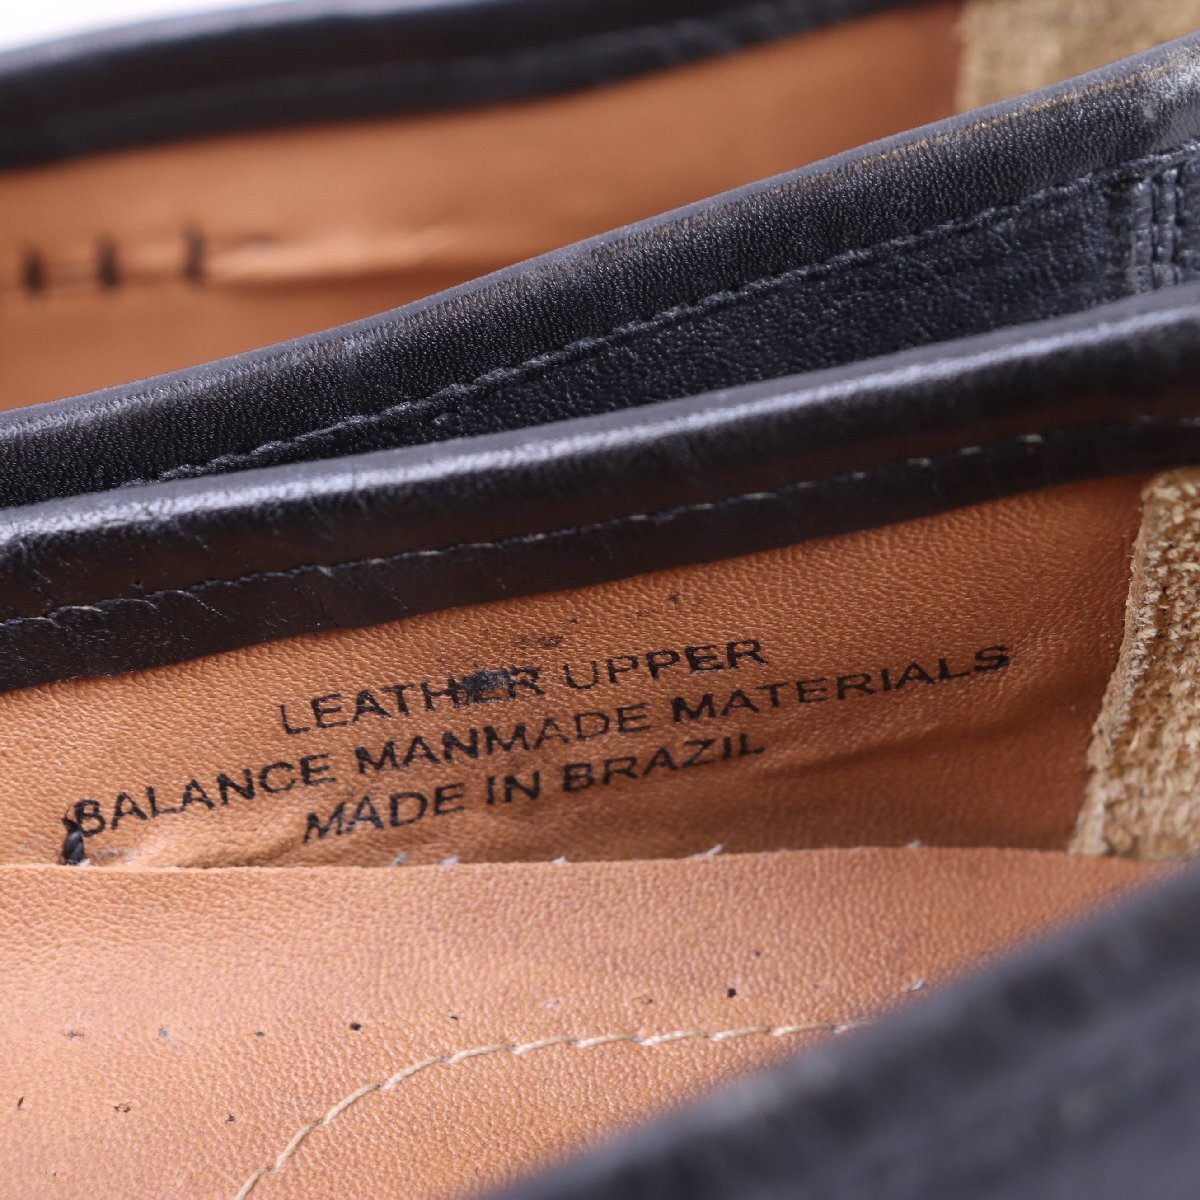 LEATHER UPPER
BALANCE MANMADE MATERIALS
MADE IN BRAZIL